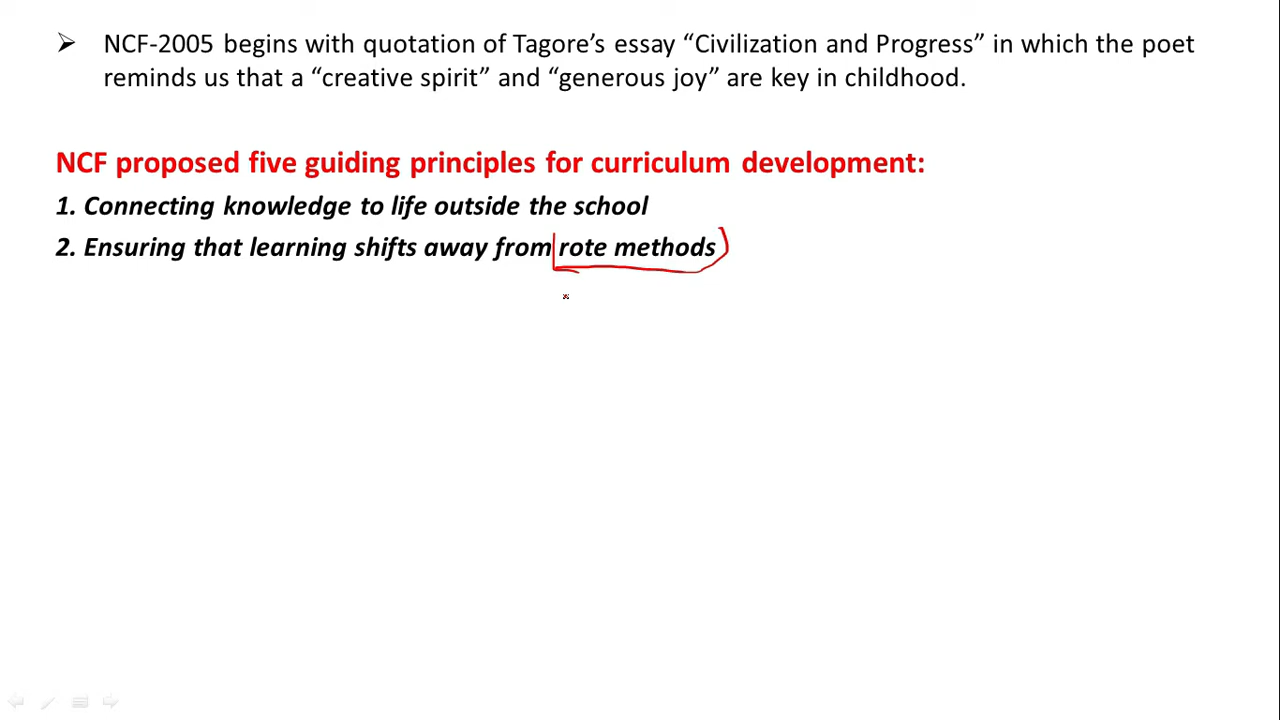 ➢ NCF-2005 begins with quotation of Tagore’s essay “Civilization and Progress” in which the poet
reminds us that a “creative spirit” and “generous joy” are key in childhood.
NCF proposed five guiding principles for curriculum development:
1. Connecting knowledge to life outside the school
2. Ensuring that learning shifts away from rote methods